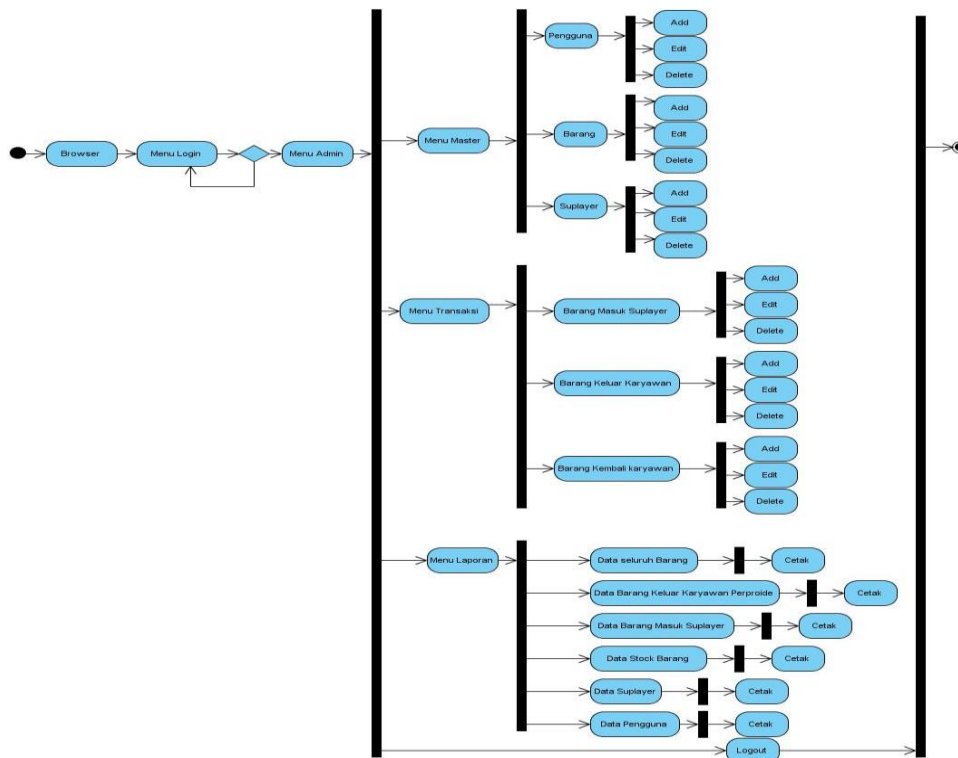 Browser
Menu Login
Menu Admin
Menu Master
Pengguna
Add
Edit
Delete
Barang
Add
Edit
Delete
Suplayer
Add
Edit
Delete
Menu Transaksi
Barang Masuk Suplayer
Add
Edit
Delete
Barang Keluar Karyawan
Add
Edit
Delete
Barang Kembali karyawan
Add
Edit
Delete
Menu Laporan
Data seluruh Barang
Cetak
Data Barang Keluar Karyawan Perproide
Cetak
Data Barang Masuk Suplayer
Cetak
Data Stock Barang
Cetak
Data Suplayer
Cetak
Data Pengguna
Cetak
Logout